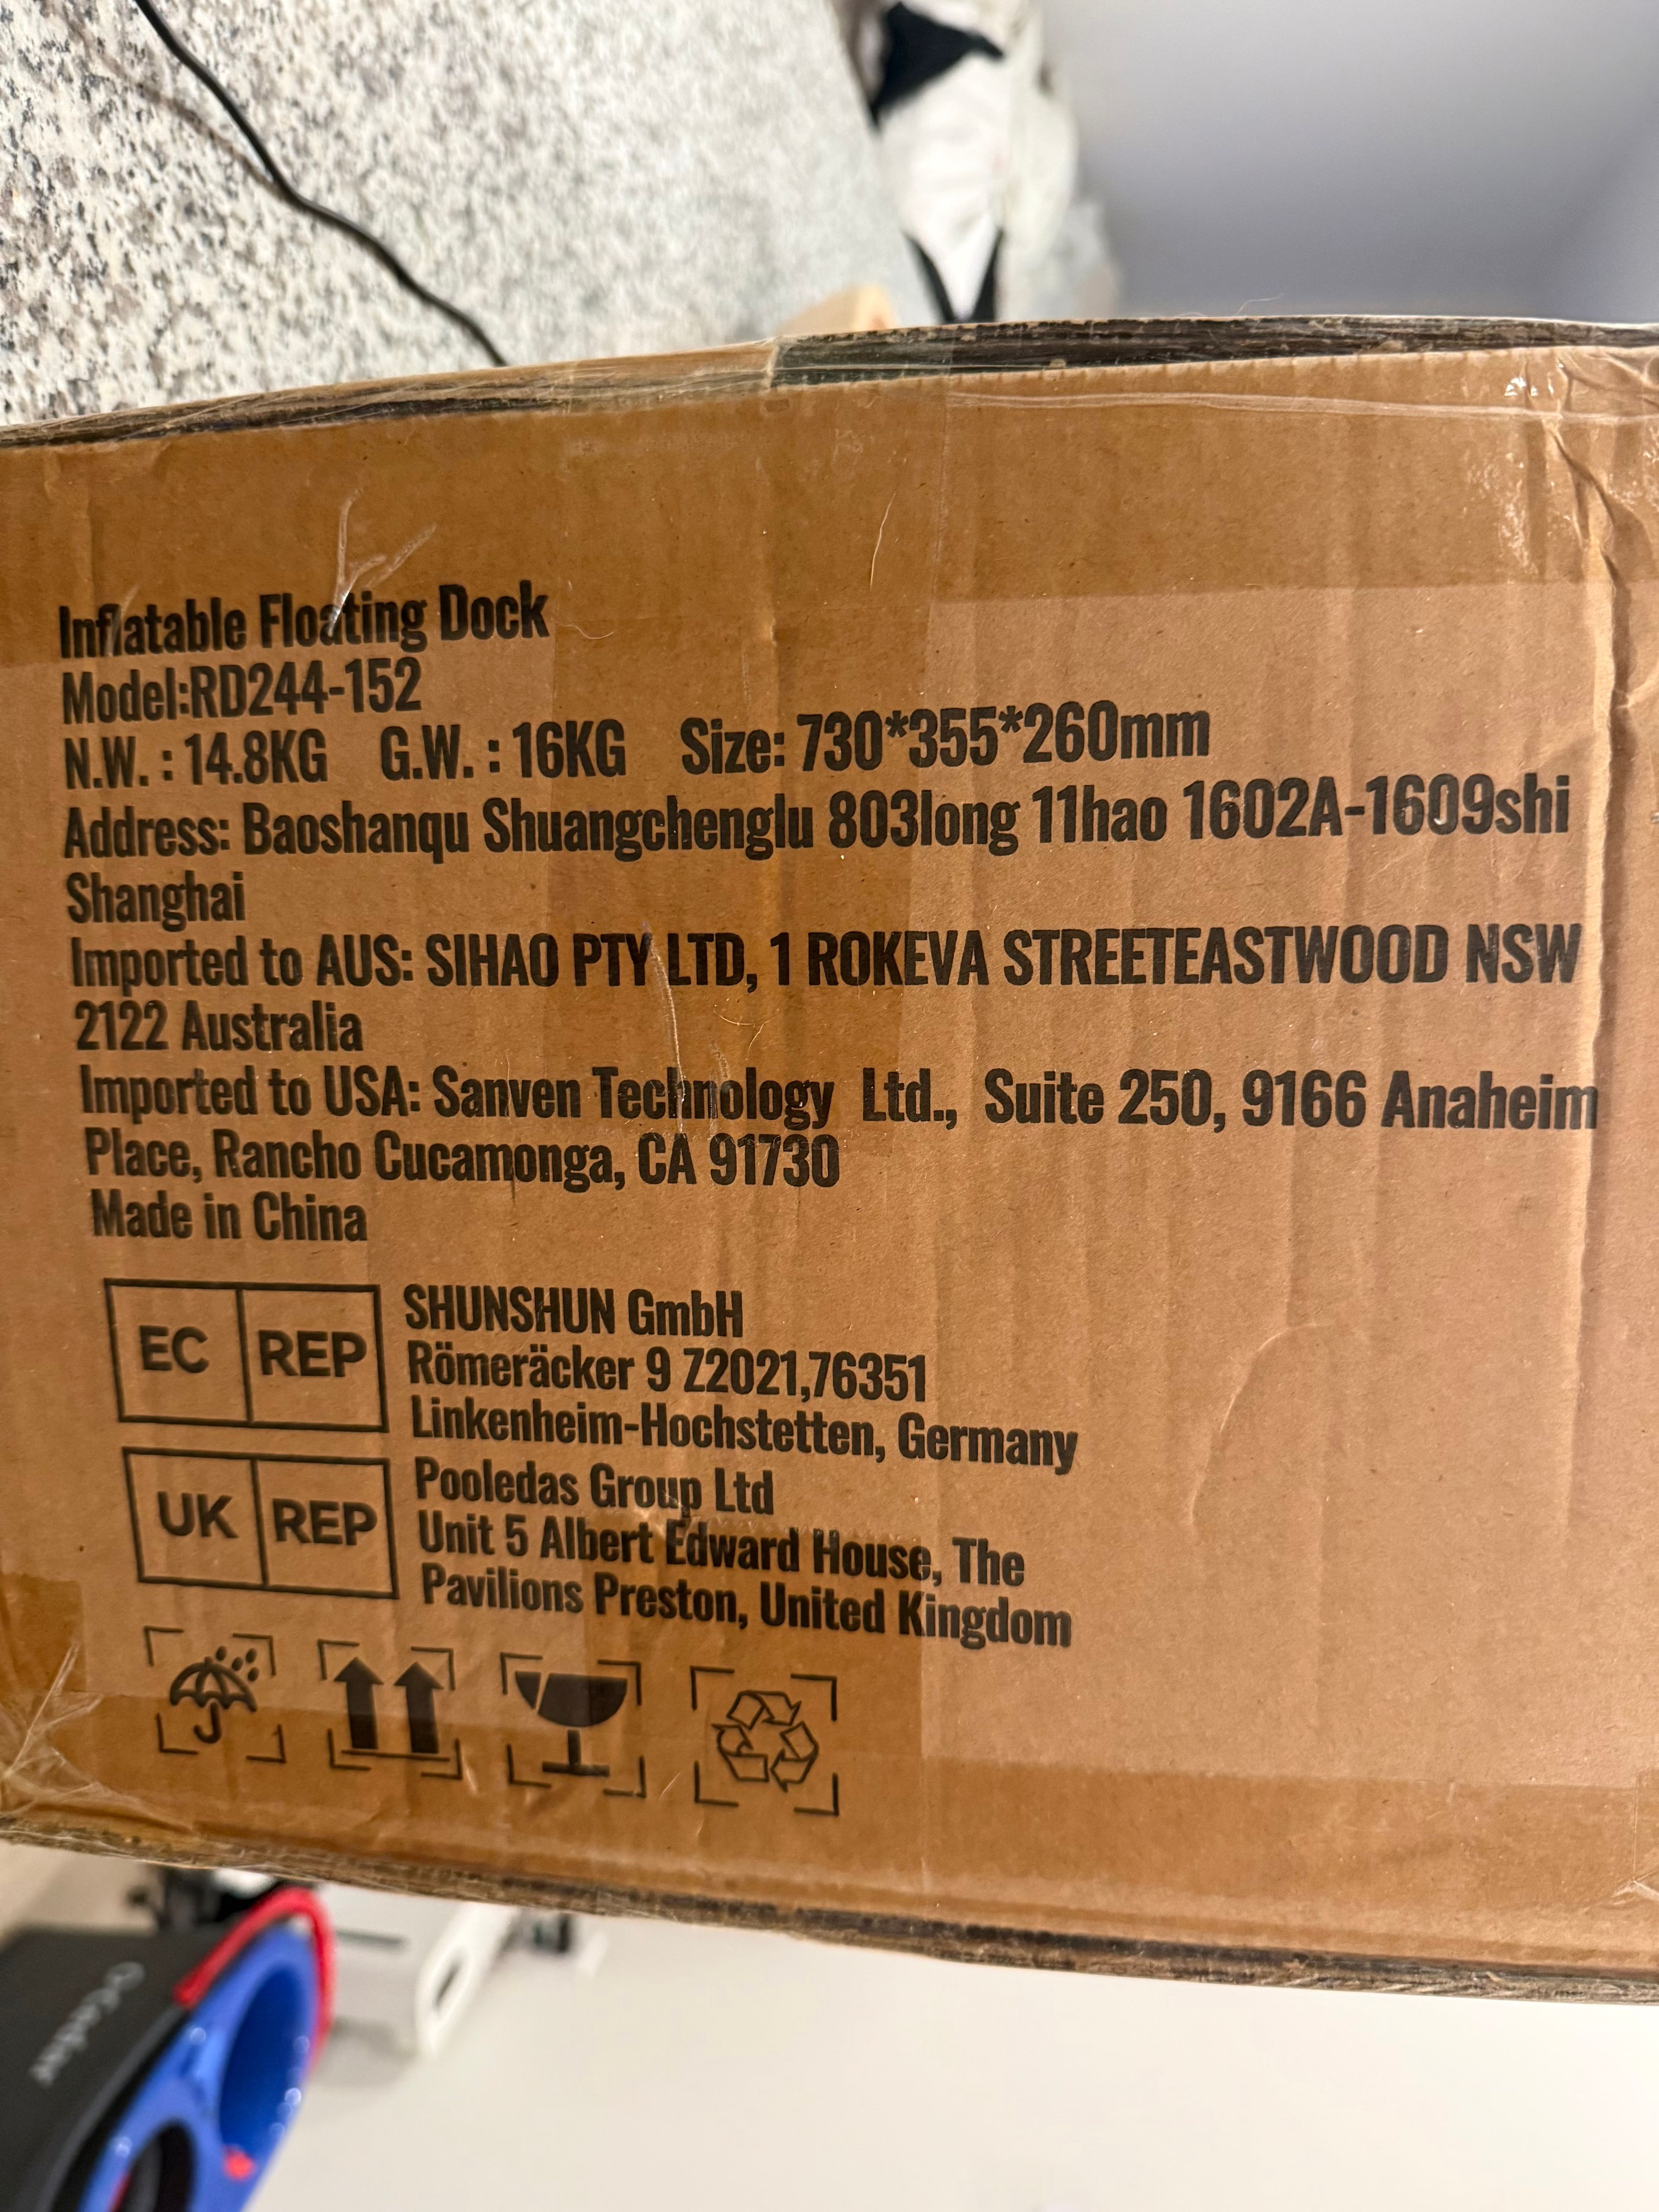 Inflatable Floating Dock
Model:RD244-152
N.W. : 14.8KG G.W. : 16KG Size: 730*355*260mm
Address: Baoshanqu Shuangchenglu 803long 11hao 1602A-1609shi
Shanghai
Imported to AUS: SIHAO PTY LTD, 1 ROKEVA STREETEASTWOOD NSW
2122 Australia
Imported to USA: Sanven Technology Ltd., Suite 250, 9166 Anaheim
Place, Rancho Cucamonga, CA 91730
Made in China
EC REP
SHUNSHUN GmbH
Römeräcker 9 Z2021,76351
Linkenheim-Hochstetten, Germany
UK REP
Pooledas Group Ltd
Unit 5 Albert Edward House, The
Pavilions Preston, United Kingdom